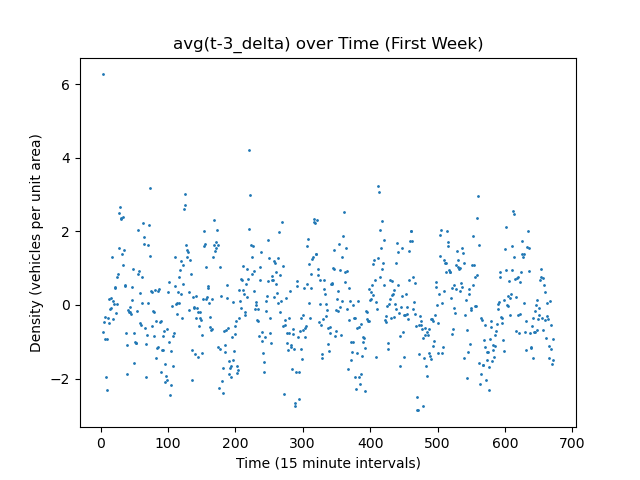 avg(t-3_delta) over Time (First Week)
Density (vehicles per unit area)
6
4
2
0
−2
0 100 200 300 400 500 600 700
Time (15 minute intervals)